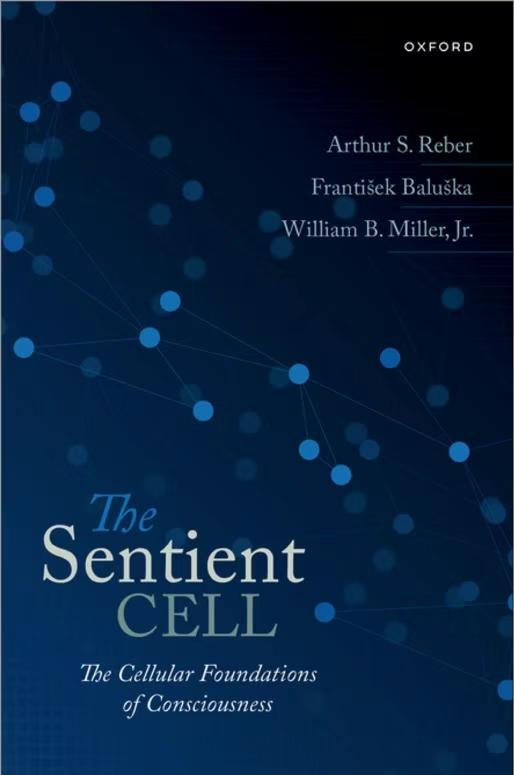 OXFORD
Arthur S. Reber
František Baluška
William B. Miller, Jr.
The
Sentient
CELL
The Cellular Foundations
of Consciousness